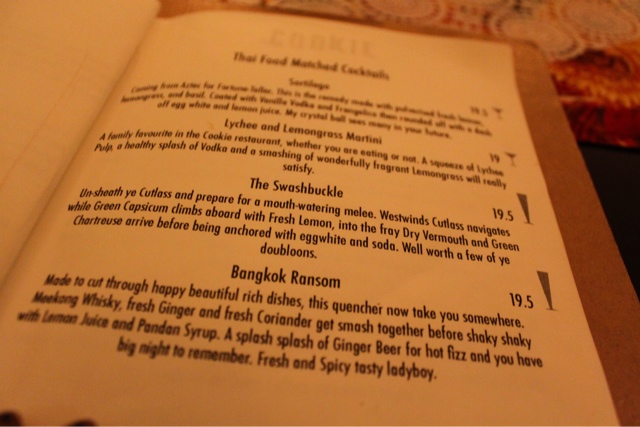 COOKIE
Thai Food Matched Cocktails
Sortilege
Coming from Aztec for Fortune teller. This is the remedy made with pulverised fresh lemon,
lemongrass, and basil. Coated with Vanilla Vodka and Frangelico then rounded off with a dash
off egg white and lemon juice. My crystal ball sees many in your future.
19.5
Lychee and Lemongrass Martini
A family favourite in the Cookie restaurant, whether you are eating or not. A squeeze of Lychee
Pulp, a healthy splash of Vodka and a smashing of wonderfully fragrant Lemongrass will really
satisfy.
19
The Swashbuckle
Un-sheath ye Cutlass and prepare for a mouth-watering melee. Westwinds Cutlass navigates
while Green Capsicum climbs aboard with Fresh Lemon, into the fray Dry Vermouth and Green
Chartreuse arrive before being anchored with eggwhite and soda. Well worth a few of ye
doubloons.
19.5
Bangkok Ransom
Made to cut through happy beautiful rich dishes, this quencher now take you somewhere.
Meekong Whisky, fresh Ginger and fresh Coriander get smash together before shaky shaky
with Lemon Juice and Pandan Syrup. A splash splash of Ginger Beer for hot fizz and you have
big night to remember. Fresh and Spicy tasty ladyboy.
19.5